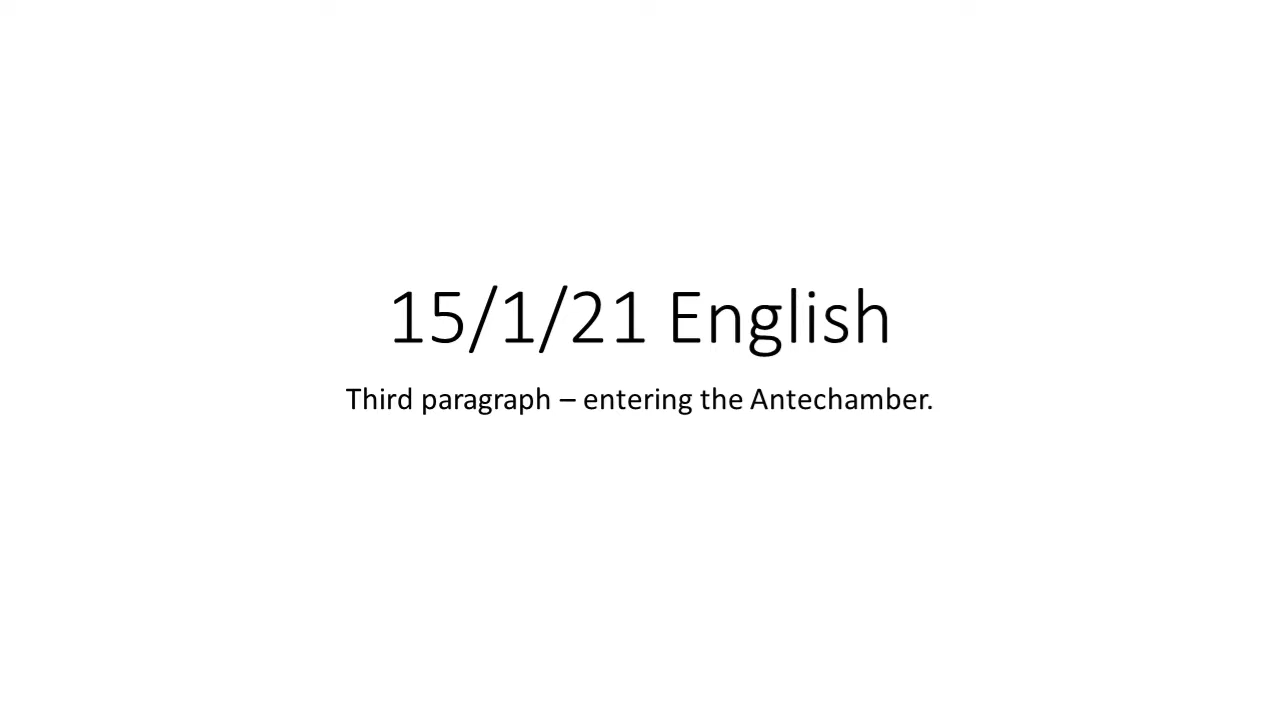 15/1/21 English
Third paragraph – entering the Antechamber.